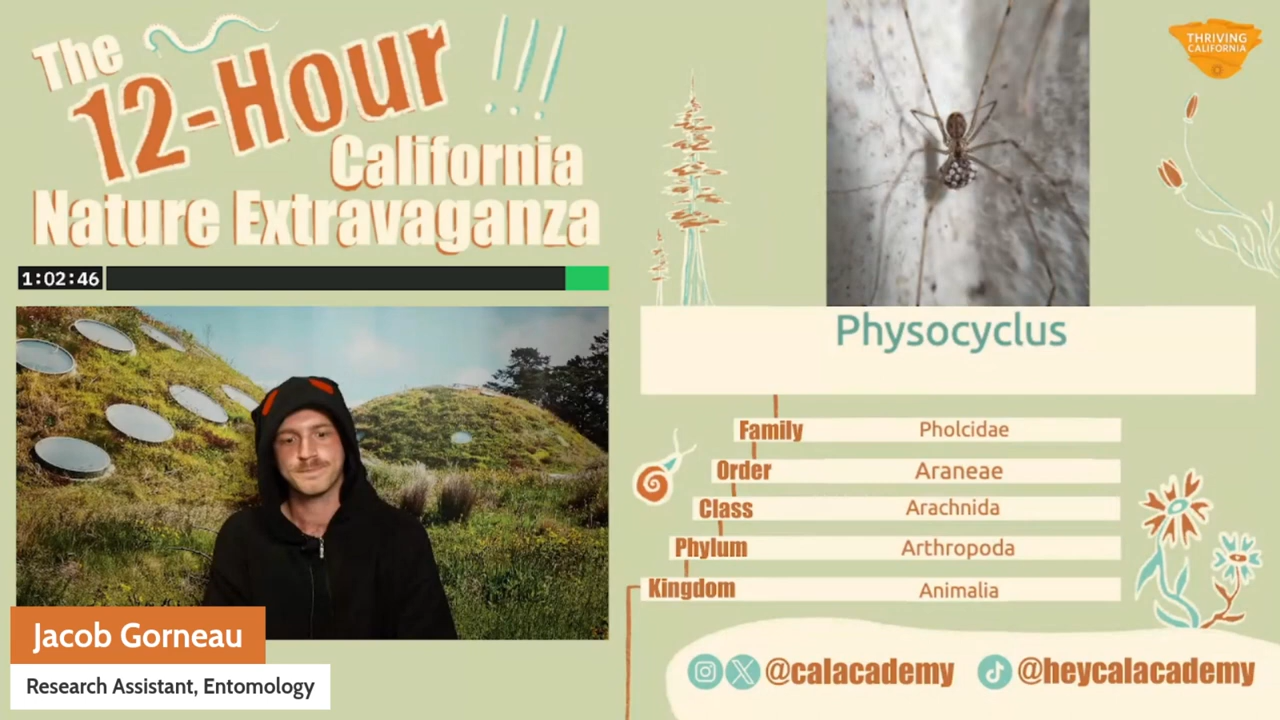 The
12-Hour !!!
California
Nature Extravaganza
1:02:46
Jacob Gorneau
Research Assistant, Entomology
THRIVING
CALIFORNIA
Physocyclus
Family Pholcidae
Order Araneae
Class Arachnida
Phylum Arthropoda
Kingdom Animalia
@calacademy @heycalacademy